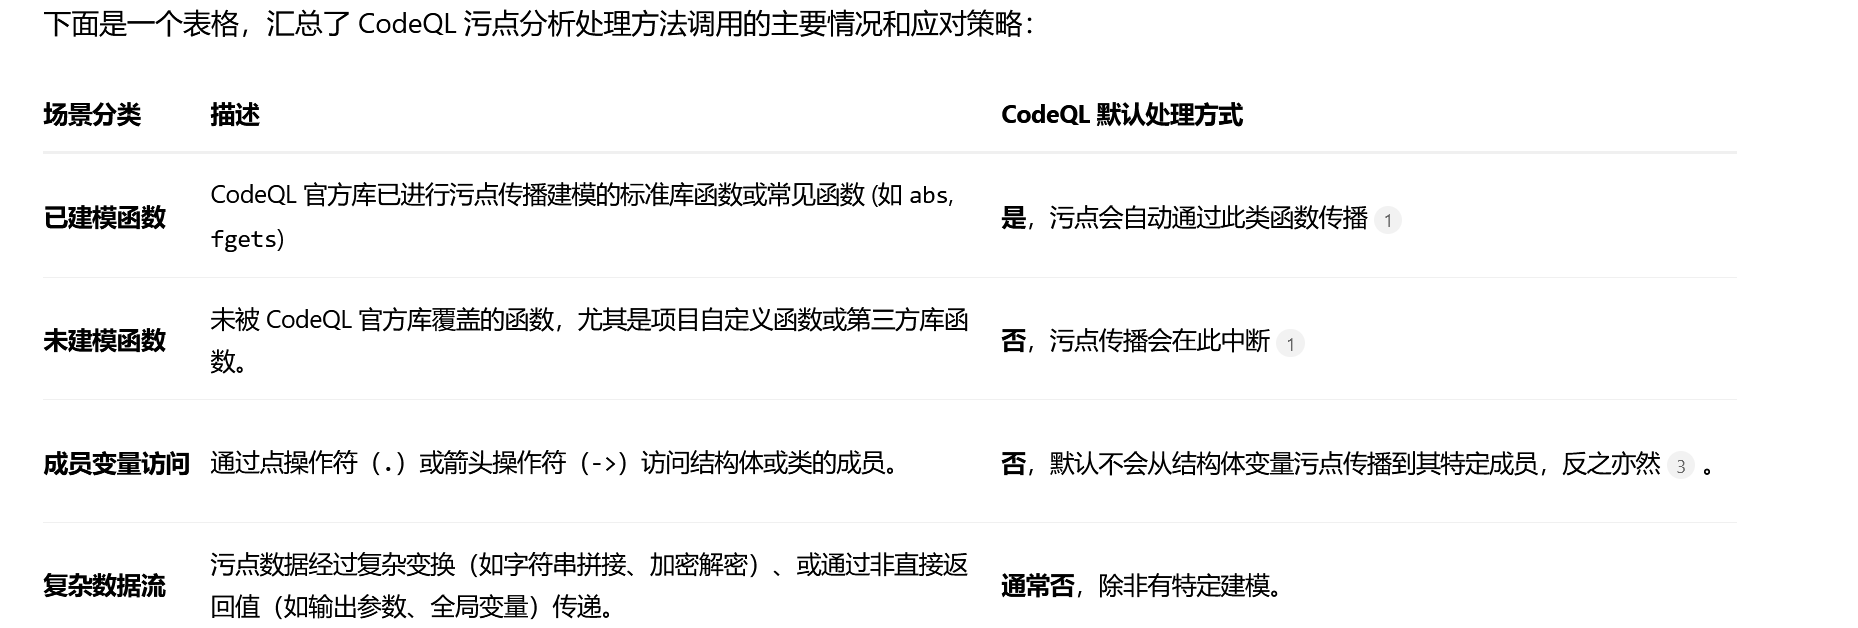 下面是一个表格，汇总了 CodeQL 污点分析处理方法调用的主要情况和应对策略：
场景分类 描述 CodeQL 默认处理方式
已建模函数 CodeQL 官方库已进行污点传播建模的标准库函数或常见函数 (如 abs,
fgets) 是，污点会自动通过此类函数传播 1
未建模函数 未被 CodeQL 官方库覆盖的函数，尤其是项目自定义函数或第三方库函
数。 否，污点传播会在此中断 1
成员变量访问 通过点操作符（.）或箭头操作符（->）访问结构体或类的成员。 否，默认不会从结构体变量污点传播到其特定成员，反之亦然 3 。
复杂数据流 污点数据经过复杂变换（如字符串拼接、加密解密）、或通过非直接返
回值（如输出参数、全局变量）传递。 通常否，除非有特定建模。